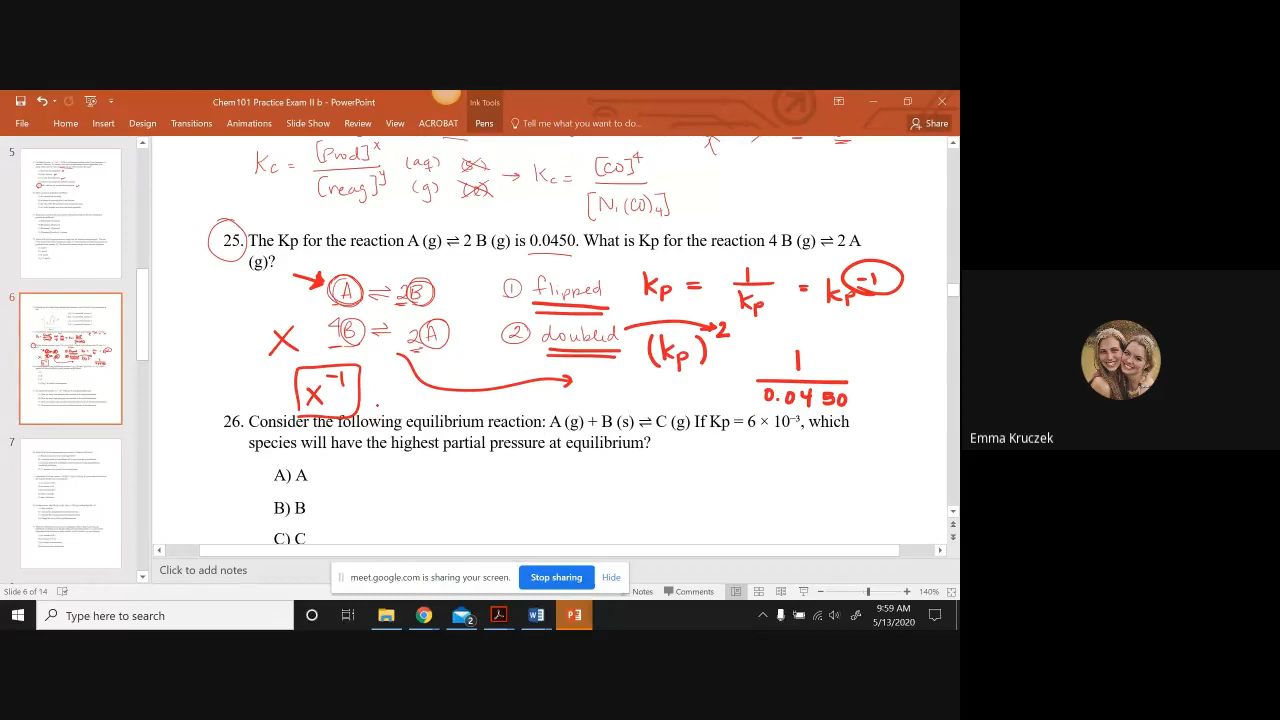 Chem101 Practice Exam II b - PowerPoint
Ink Tools
File Home Insert Design Transitions Animations Slide Show Review View ACROBAT Pens Tell me what you want to do... Share
5
6
7
Kc = [Prod]^x / [reag]^y (aq) (g) → Kc = [CO]^4 / [Ni(CO)4]
25. The Kp for the reaction A (g) ⇌ 2 (g) is 0.0450. What is Kp for the reaction 4 B (g) ⇌ 2 A
(g)?
A ⇌ 2B ① flipped Kp = 1/Kp = Kp^-1
X 4B ⇌ 2A ② doubled (Kp)^2
x^-1 1/0.0450
26. Consider the following equilibrium reaction: A (g) + B (s) ⇌ C (g) If Kp = 6 × 10⁻³, which
species will have the highest partial pressure at equilibrium?
A) A
B) B
C) C
Click to add notes
meet.google.com is sharing your screen. Stop sharing Hide
Slide 6 of 14 Notes Comments 140%
Type here to search
2
9:59 AM
5/13/2020
Emma Kruczek